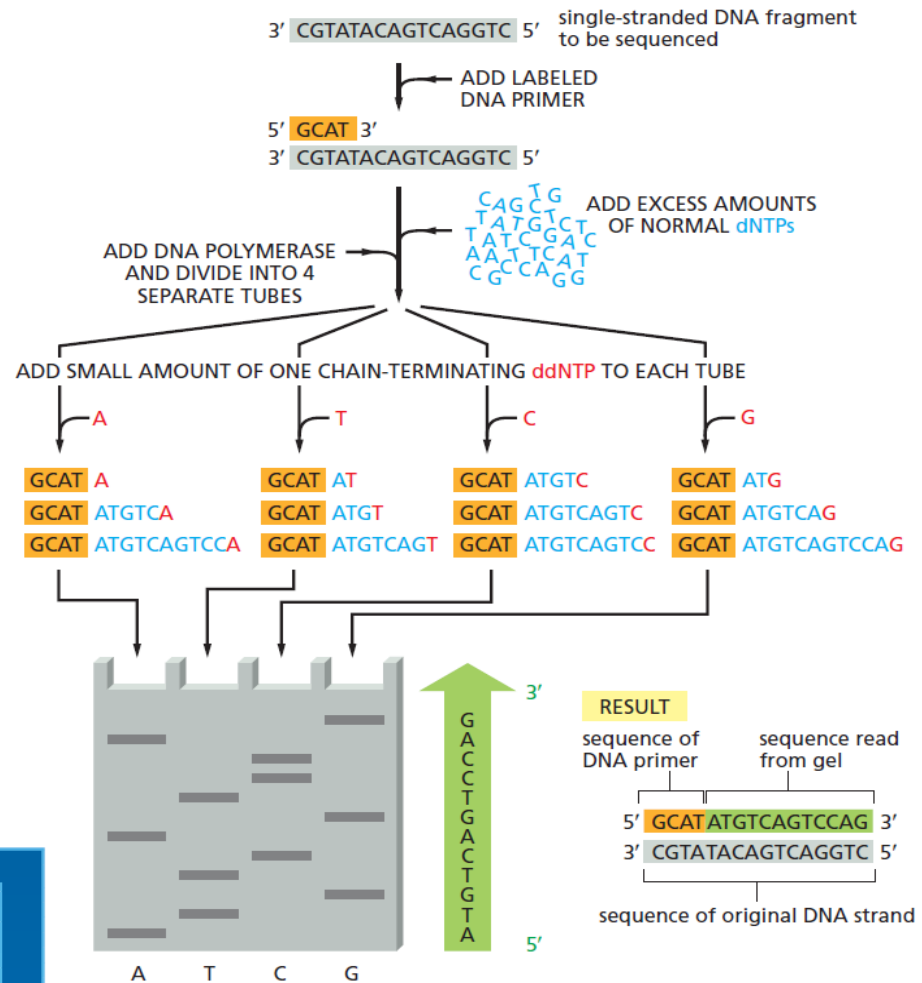 3′ CGTATACAGTCAGGTC 5′ single-stranded DNA fragment
to be sequenced
ADD LABELED
DNA PRIMER
5′ GCAT 3′
3′ CGTATACAGTCAGGTC 5′
ADD EXCESS AMOUNTS
OF NORMAL dNTPs
T G
C A G C
T A T G T C T
T A T C G A C
A A C T T C A T
C G C C A G G
ADD DNA POLYMERASE
AND DIVIDE INTO 4
SEPARATE TUBES
ADD SMALL AMOUNT OF ONE CHAIN-TERMINATING ddNTP TO EACH TUBE
A T C G
GCAT A GCAT AT GCAT ATGTC GCAT ATG
GCAT ATGTCA GCAT ATGT GCAT ATGTCAGTC GCAT ATGTCAG
GCAT ATGTCAGTCCA GCAT ATGTCAGT GCAT ATGTCAGTCC GCAT ATGTCAGTCCAG
3′
G
A
C
C
T
G
A
C
T
G
T
A
5′
A T C G
RESULT
sequence of
DNA primer
sequence read
from gel
5′ GCATATGTCAGTCCAG 3′
3′ CGTATACAGTCAGGTC 5′
sequence of original DNA strand